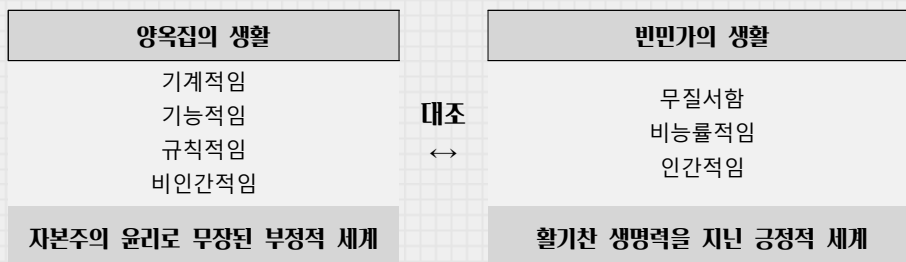 양옥집의 생활
기계적임
기능적임
규칙적임
비인간적임
자본주의 윤리로 무장된 부정적 세계
대조
↔
빈민가의 생활
무질서함
비능률적임
인간적임
활기찬 생명력을 지닌 긍정적 세계